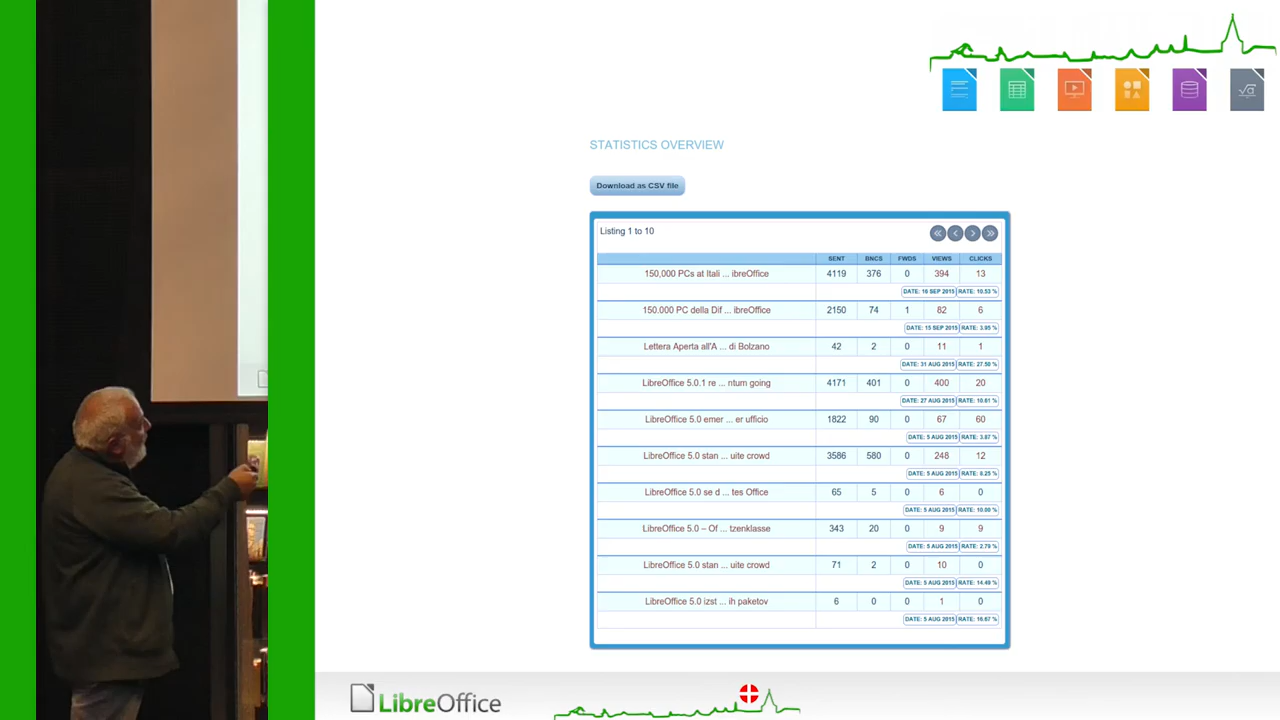 STATISTICS OVERVIEW
Download as CSV file
Listing 1 to 10
SENT BNCS FWDS VIEWS CLICKS
150,000 PCs at Itali ... ibreOffice 4119 376 0 394 13
DATE: 16 SEP 2015 RATE: 10.53 %
150.000 PC della Dif ... ibreOffice 2150 74 1 82 6
DATE: 15 SEP 2015 RATE: 3.95 %
Lettera Aperta all'A ... di Bolzano 42 2 0 11 1
DATE: 31 AUG 2015 RATE: 27.50 %
LibreOffice 5.0.1 re ... ntum going 4171 401 0 400 20
DATE: 27 AUG 2015 RATE: 10.61 %
LibreOffice 5.0 emer ... er ufficio 1822 90 0 67 60
DATE: 5 AUG 2015 RATE: 3.87 %
LibreOffice 5.0 stan ... uite crowd 3586 580 0 248 12
DATE: 5 AUG 2015 RATE: 8.25 %
LibreOffice 5.0 se d ... tes Office 65 5 0 6 0
DATE: 5 AUG 2015 RATE: 10.00 %
LibreOffice 5.0 – Of ... tzenklasse 343 20 0 9 9
DATE: 5 AUG 2015 RATE: 2.79 %
LibreOffice 5.0 stan ... uite crowd 71 2 0 10 0
DATE: 5 AUG 2015 RATE: 14.49 %
LibreOffice 5.0 izst ... ih paketov 6 0 0 1 0
DATE: 5 AUG 2015 RATE: 16.67 %
LibreOffice